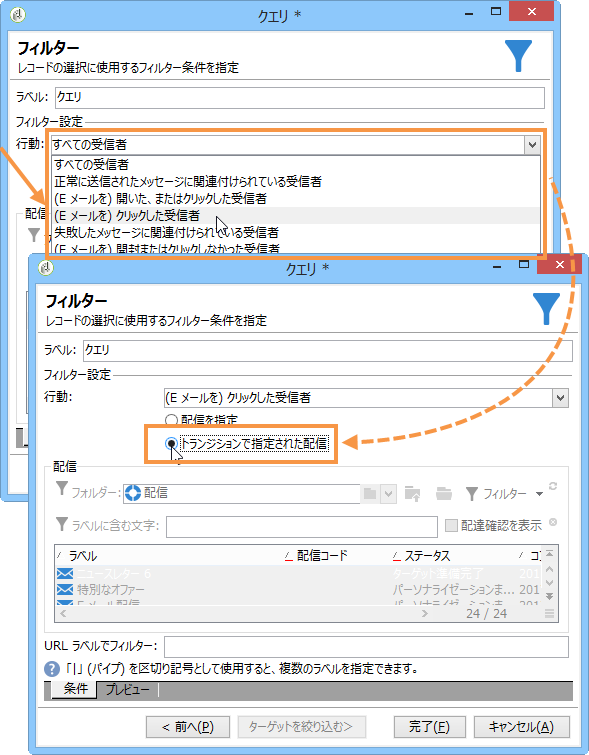 クエリ *
フィルター
レコードの選択に使用するフィルター条件を指定
ラベル: クエリ
フィルター設定
行動: すべての受信者
すべての受信者
正常に送信されたメッセージに関連付けられている受信者
(E メールを) 開いた、またはクリックした受信者
(E メールを) クリックした受信者
配信
失敗したメッセージに関連付けられている受信者
(E メールを) 開封またはクリックしなかった受信者
クエリ *
フィルター
レコードの選択に使用するフィルター条件を指定
ラベル: クエリ
フィルター設定
行動: (E メールを) クリックした受信者
配信を指定
トランジションで指定された配信
配信
フォルダー: 配信 フィルター
ラベルに含む文字: 配達確認を表示
ラベル 配信コード ステータス コ
ニュースレター 6 ターゲット準備完了 201
特別なオファー パーソナライゼーションま... 201
E メール配信 パーソナライゼーションま 201
24 / 24
URL ラベルでフィルター:
「|」 (パイプ) を区切り記号として使用すると、複数のラベルを指定できます。
条件 プレビュー
< 前へ(P) ターゲットを絞り込む> 完了(F) キャンセル(A)